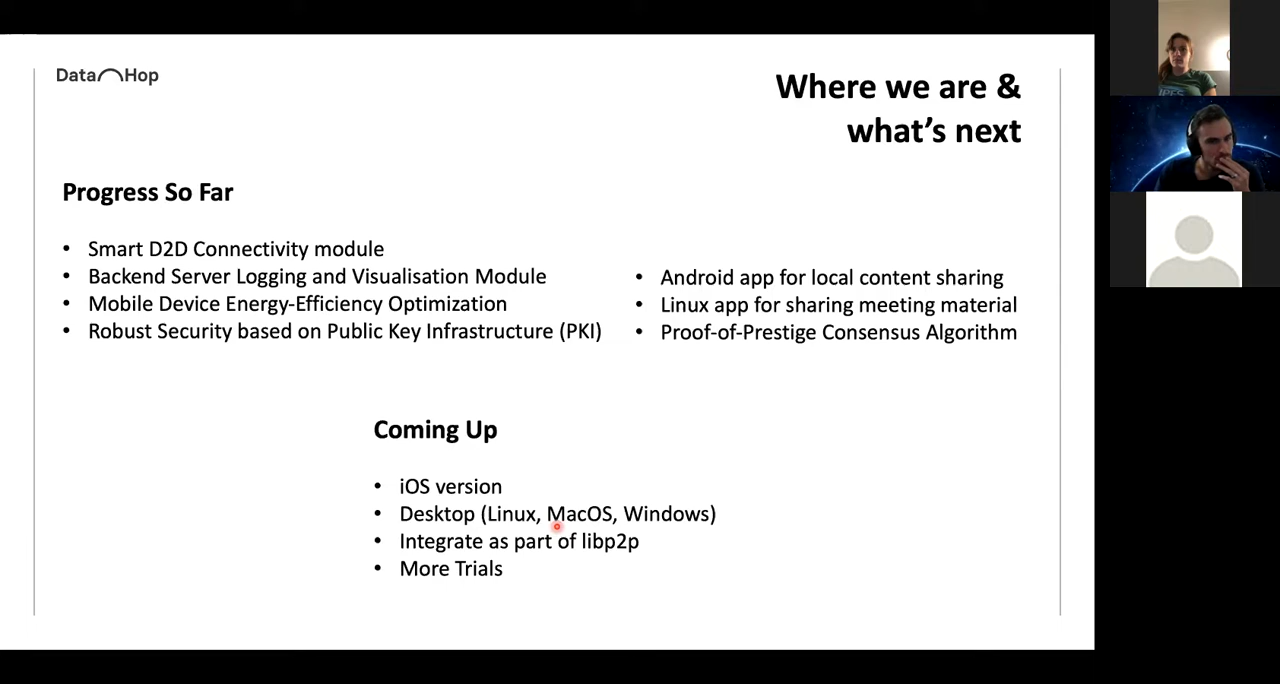 Data Hop
Where we are &
what's next
Progress So Far
• Smart D2D Connectivity module
• Backend Server Logging and Visualisation Module
• Mobile Device Energy-Efficiency Optimization
• Robust Security based on Public Key Infrastructure (PKI)
• Android app for local content sharing
• Linux app for sharing meeting material
• Proof-of-Prestige Consensus Algorithm
Coming Up
• iOS version
• Desktop (Linux, MacOS, Windows)
• Integrate as part of libp2p
• More Trials